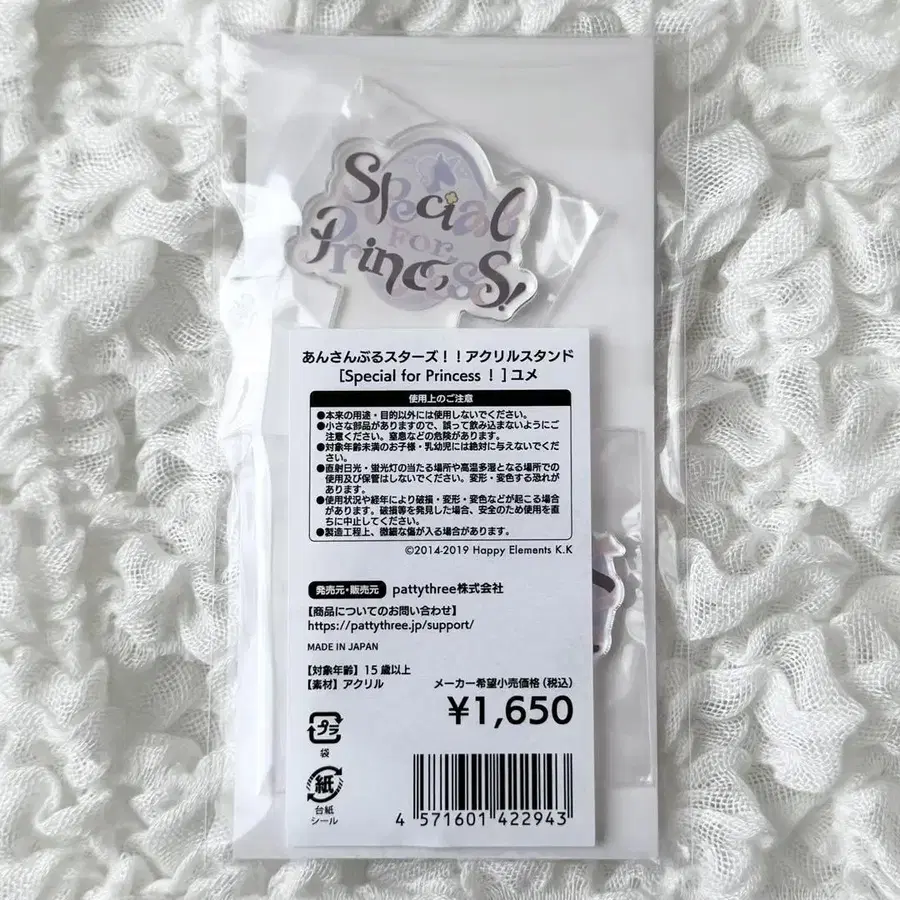 Special
FOR
Princess!
あんさんぶるスターズ！！アクリルスタンド
［Special for Princess ！］ユメ
使用上のご注意
●本来の用途・目的以外には使用しないでください。
●小さな部品がありますので、誤って飲み込まないようにご
注意ください。窒息などの危険があります。
●対象年齢未満のお子様・乳幼児には絶対に与えないでくだ
さい。
●直射日光・蛍光灯の当たる場所や高温多湿となる場所での
使用及び保管はしないでください。変形・変色する恐れが
あります。
●使用状況や経年により破損・変形・変色などが起こる場合
があります。破損等を発見した場合、安全のため使用を直
ちに中止してください。
●製造工程上、微細な傷が入る場合があります。
©2014-2019 Happy Elements K.K
発売元・販売元 pattythree株式会社
【商品についてのお問い合わせ】
https://pattythree.jp/support/
MADE IN JAPAN
【対象年齢】15歳以上
【素材】アクリル
メーカー希望小売価格（税込）
¥1,650
プラ
袋
紙
台紙
シール
4 571601 422943